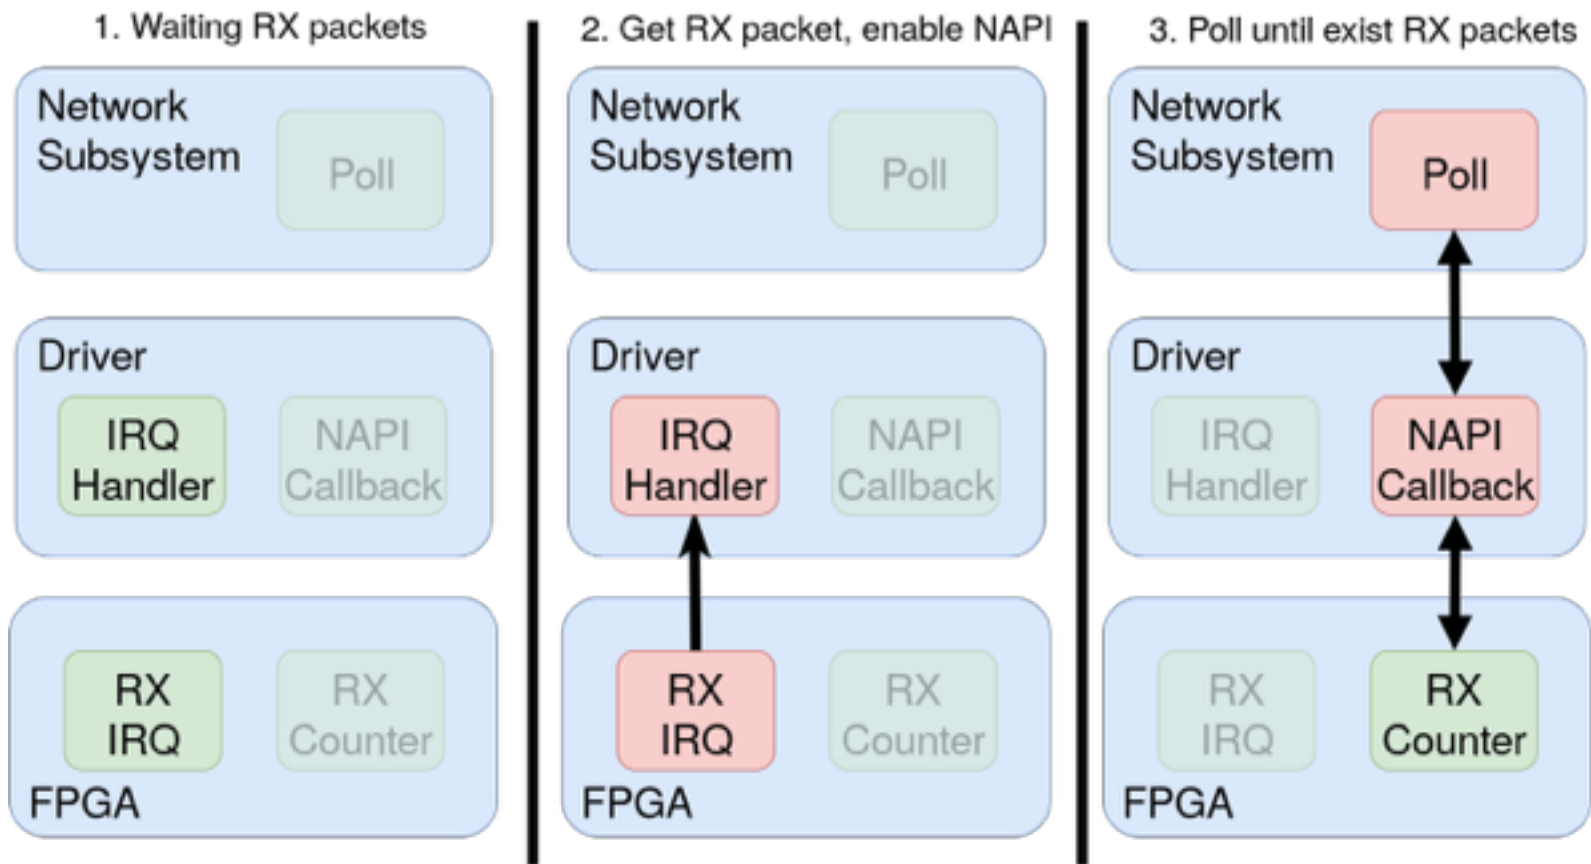 1. Waiting RX packets
Network
Subsystem
Poll
Driver
IRQ
Handler
NAPI
Callback
RX
IRQ
RX
Counter
FPGA
2. Get RX packet, enable NAPI
Network
Subsystem
Poll
Driver
IRQ
Handler
NAPI
Callback
RX
IRQ
RX
Counter
FPGA
3. Poll until exist RX packets
Network
Subsystem
Poll
Driver
IRQ
Handler
NAPI
Callback
RX
IRQ
RX
Counter
FPGA